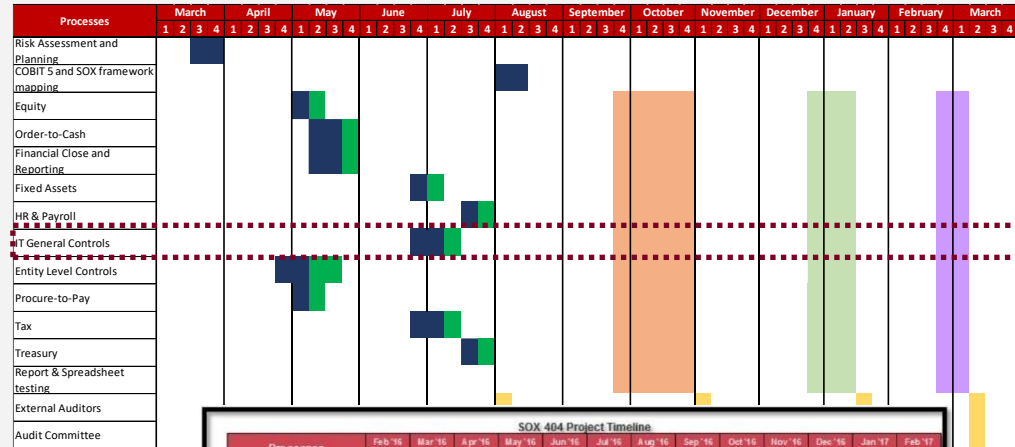 Processes March April May June July August September October November December January February March
1 2 3 4 1 2 3 4 1 2 3 4 1 2 3 4 1 2 3 4 1 2 3 4 1 2 3 4 1 2 3 4 1 2 3 4 1 2 3 4 1 2 3 4 1 2 3 4 1 2 3 4
Risk Assessment and
Planning
COBIT 5 and SOX framework
mapping
Equity
Order-to-Cash
Financial Close and
Reporting
Fixed Assets
HR & Payroll
IT General Controls
Entity Level Controls
Procure-to-Pay
Tax
Treasury
Report & Spreadsheet
testing
External Auditors
Audit Committee
SOX 404 Project Timeline
Processes Feb '16 Mar '16 Apr '16 May '16 Jun '16 Jul '16 Aug '16 Sep '16 Oct '16 Nov '16 Dec '16 Jan '17 Feb '17